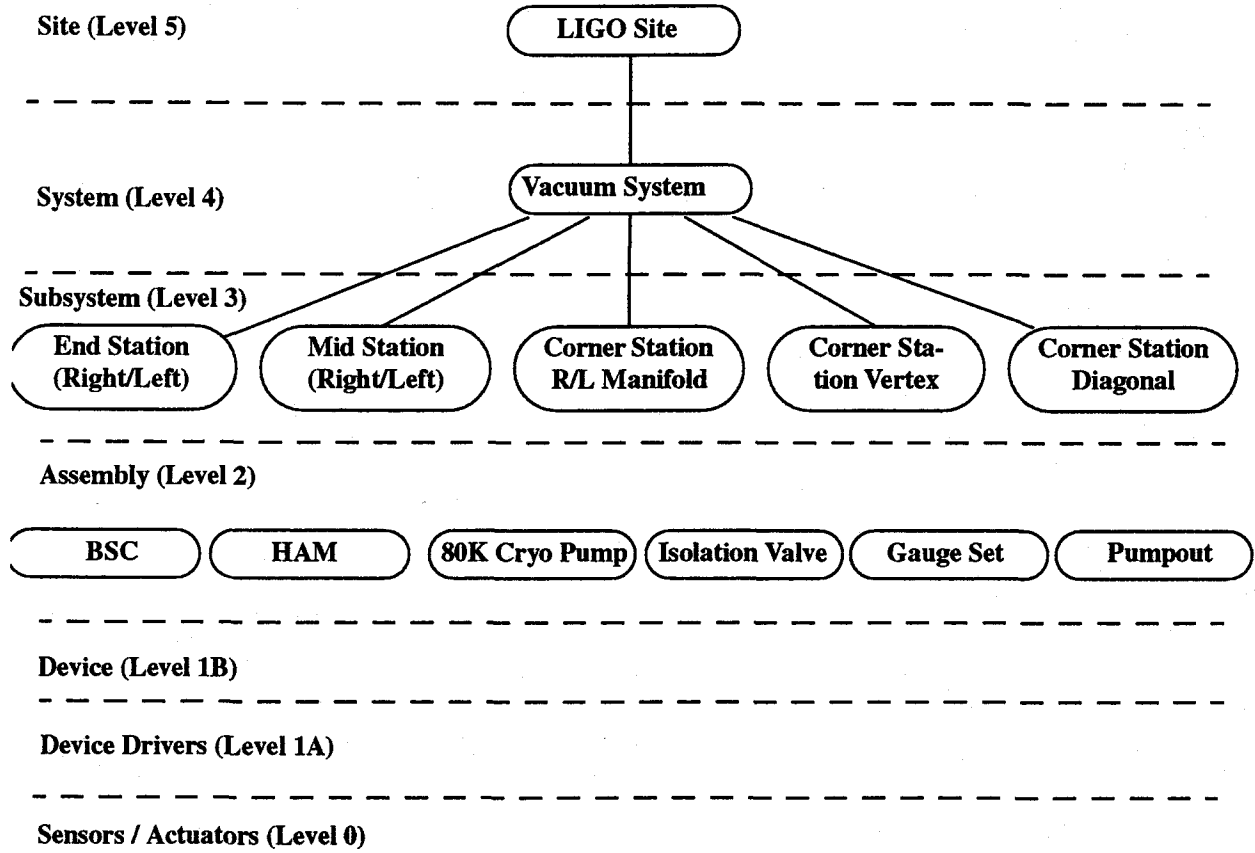 Site (Level 5)
LIGO Site
System (Level 4)
Vacuum System
Subsystem (Level 3)
End Station
(Right/Left)
Mid Station
(Right/Left)
Corner Station
R/L Manifold
Corner Sta-
tion Vertex
Corner Station
Diagonal
Assembly (Level 2)
BSC
HAM
80K Cryo Pump
Isolation Valve
Gauge Set
Pumpout
Device (Level 1B)
Device Drivers (Level 1A)
Sensors / Actuators (Level 0)